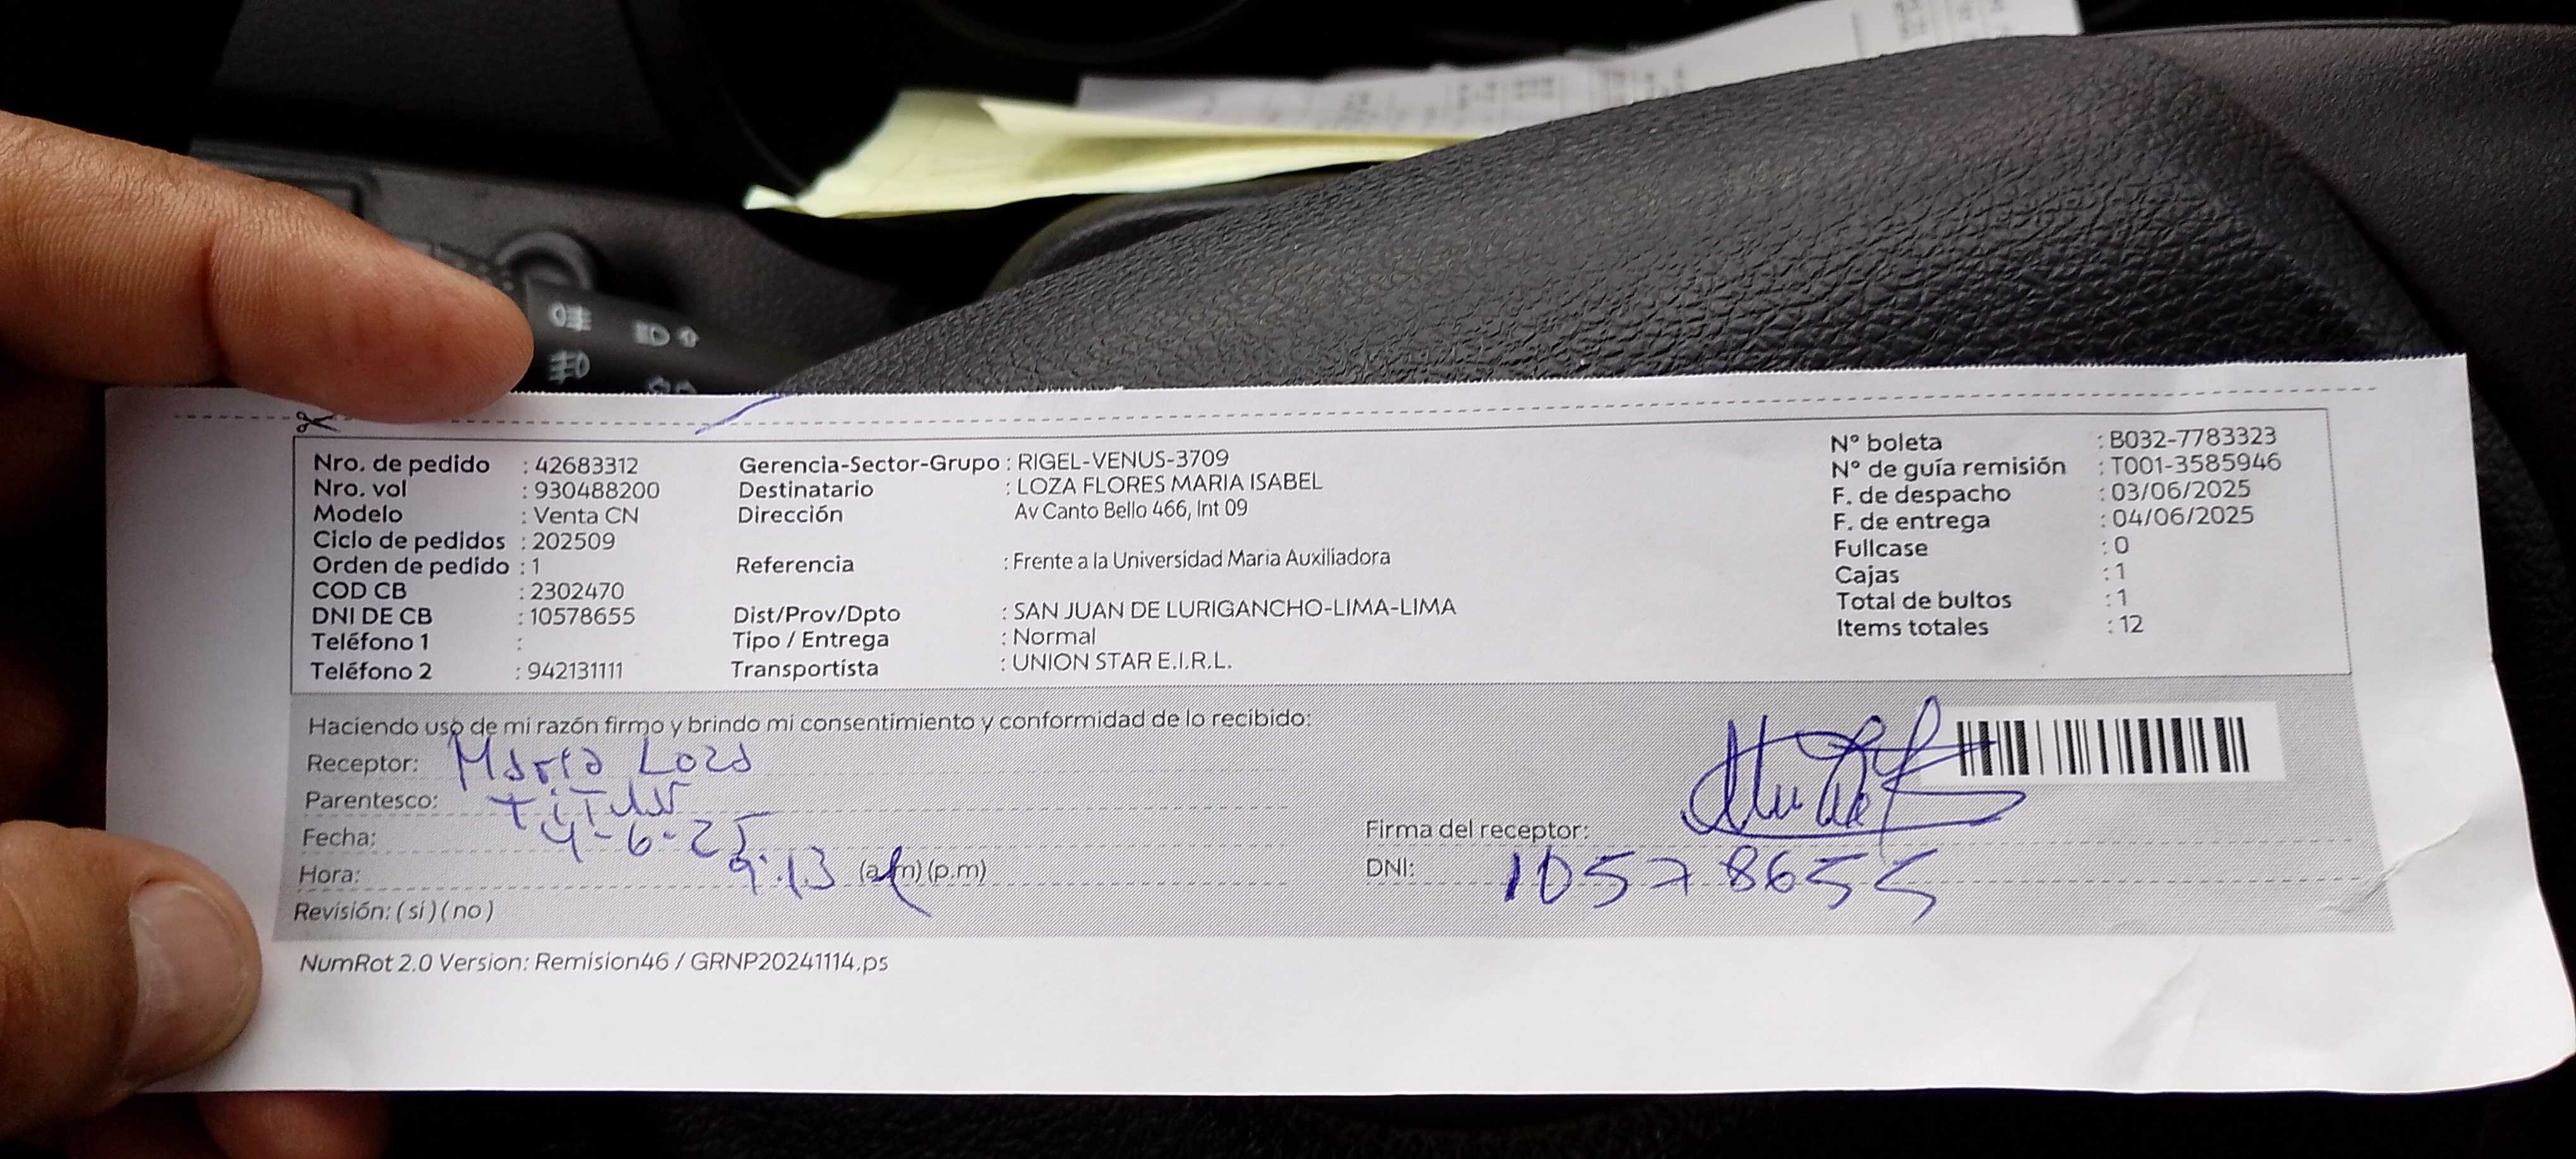 Nro. de pedido : 42683312
Nro. vol : 930488200
Modelo : Venta CN
Ciclo de pedidos : 202509
Orden de pedido : 1
COD CB : 2302470
DNI DE CB : 10578655
Teléfono 1 :
Teléfono 2 : 942131111
Gerencia-Sector-Grupo : RIGEL-VENUS-3709
Destinatario : LOZA FLORES MARIA ISABEL
Dirección Av Canto Bello 466, Int 09
Referencia : Frente a la Universidad Maria Auxiliadora
Dist/Prov/Dpto : SAN JUAN DE LURIGANCHO-LIMA-LIMA
Tipo / Entrega : Normal
Transportista : UNION STAR E.I.R.L.
N° boleta : B032-7783323
N° de guía remisión : T001-3585946
F. de despacho : 03/06/2025
F. de entrega : 04/06/2025
Fullcase : 0
Cajas : 1
Total de bultos : 1
Items totales : 12
Haciendo uso de mi razón firmo y brindo mi consentimiento y conformidad de lo recibido:
Receptor: Maria Loza
Parentesco: Titular
Fecha: 4-6-25
Hora: 9:13 (a.m) (p.m)
Revisión: (si) (no)
Firma del receptor:
DNI: 10578655
NumRot 2.0 Version: Remision46 / GRNP20241114.ps